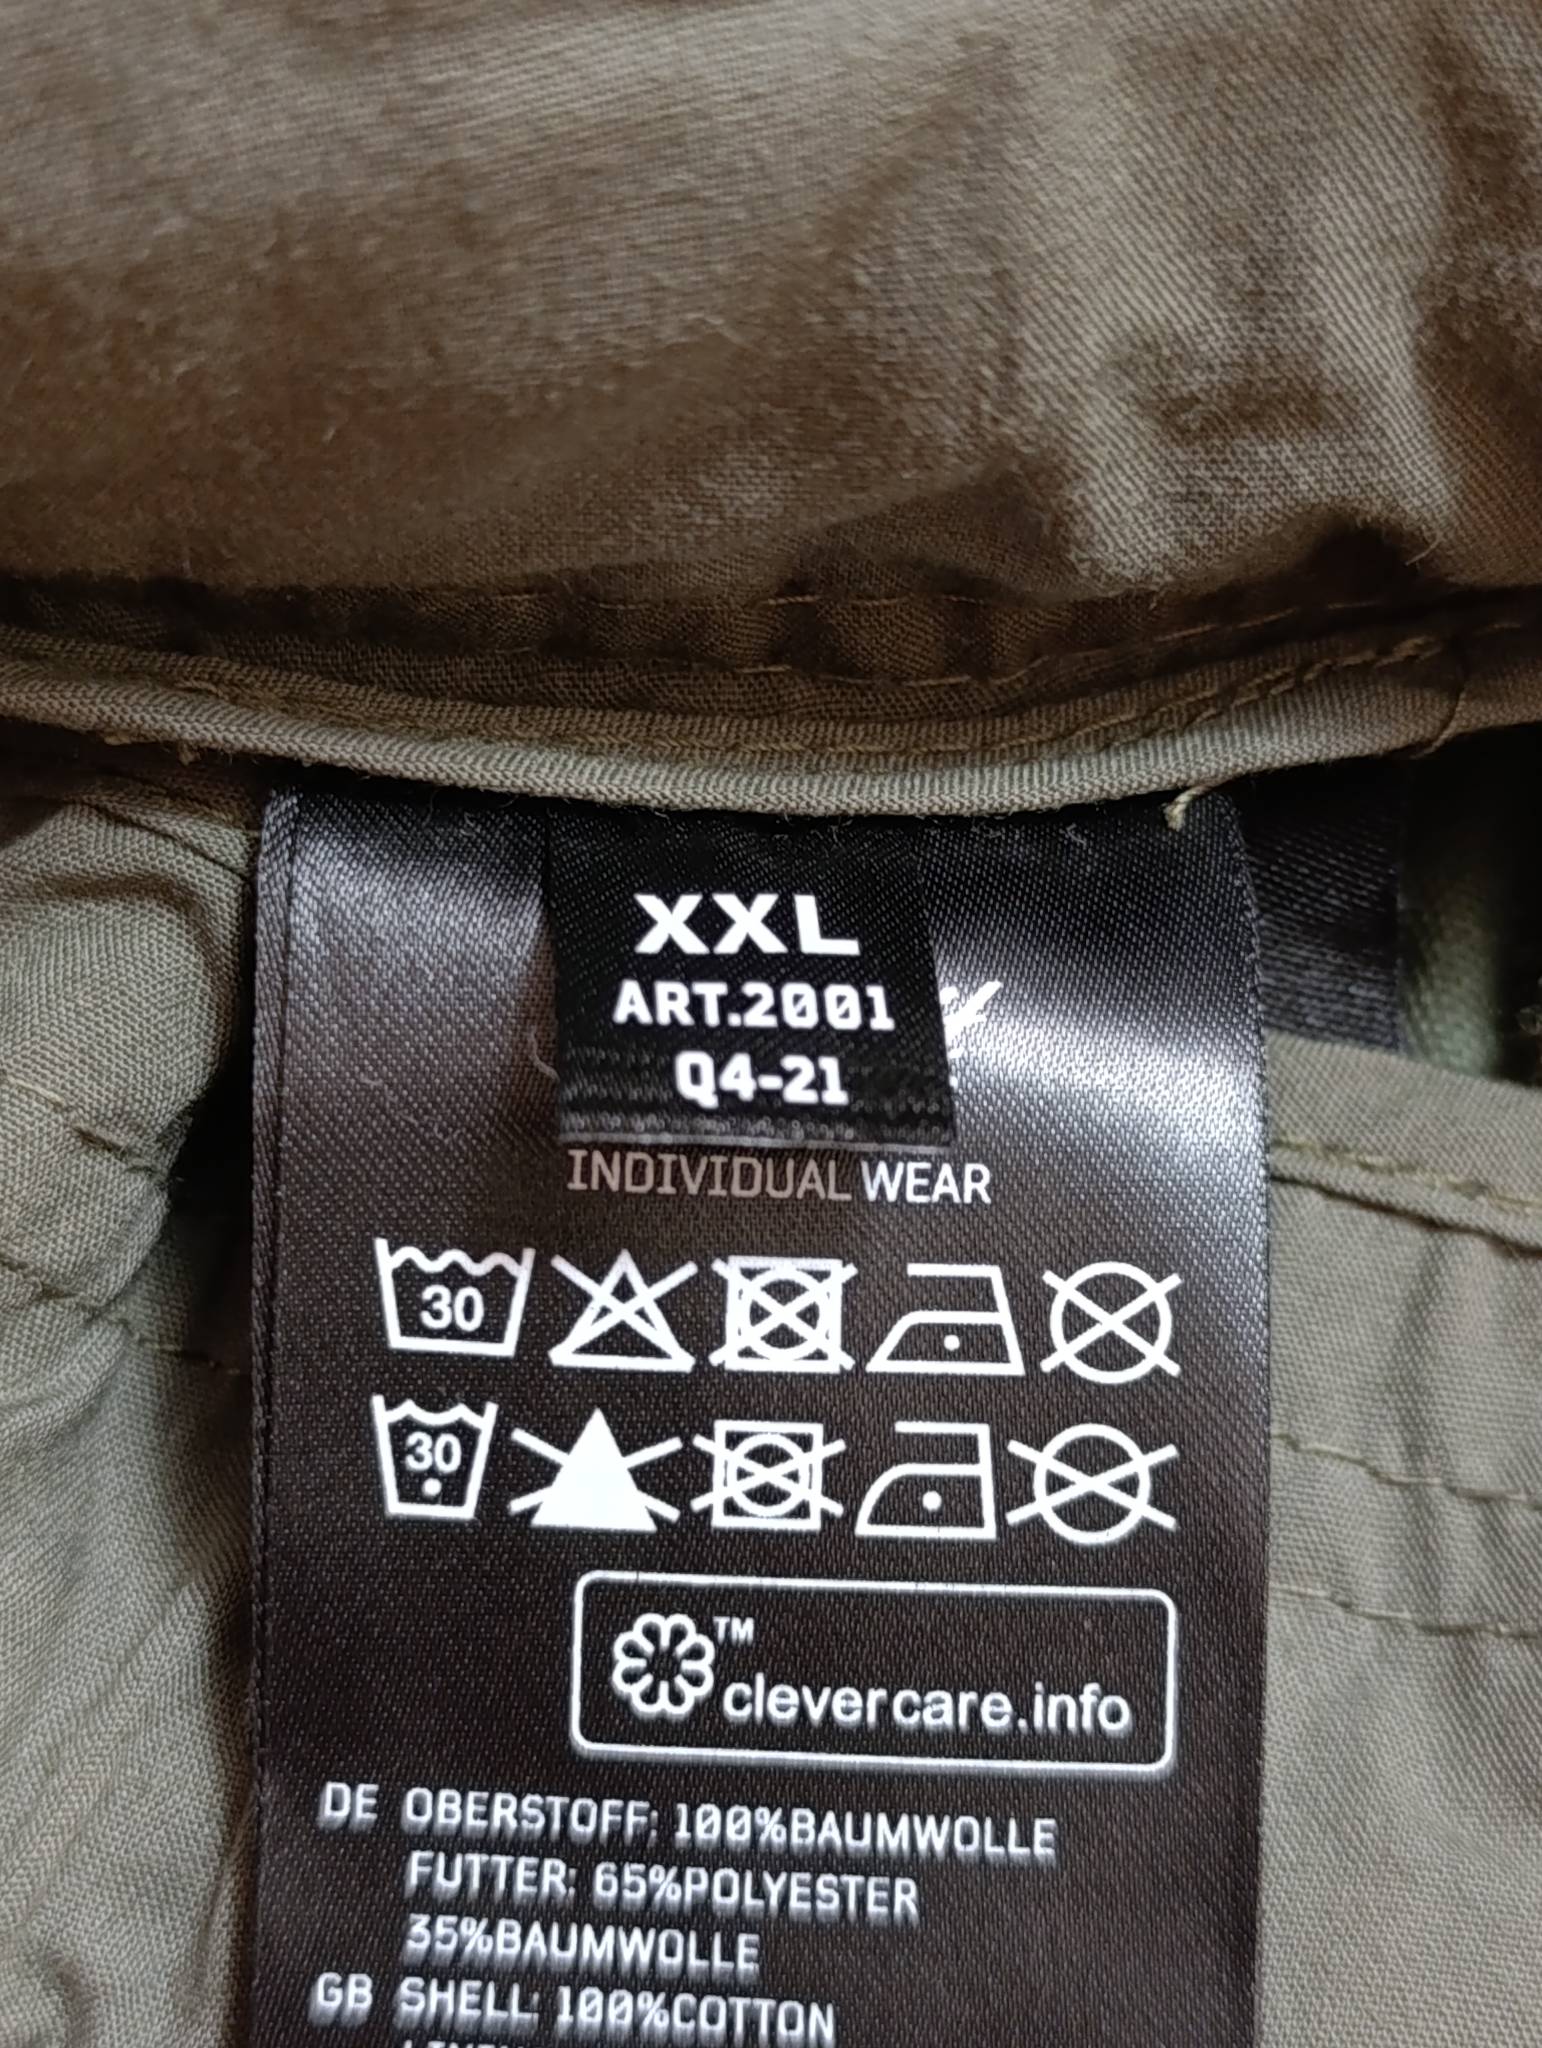 XXL
ART.2001
Q4-21
INDIVIDUAL WEAR
30
30
TM
clevercare.info
DE OBERSTOFF: 100%BAUMWOLLE
FUTTER: 65%POLYESTER
35%BAUMWOLLE
GB SHELL: 100%COTTON